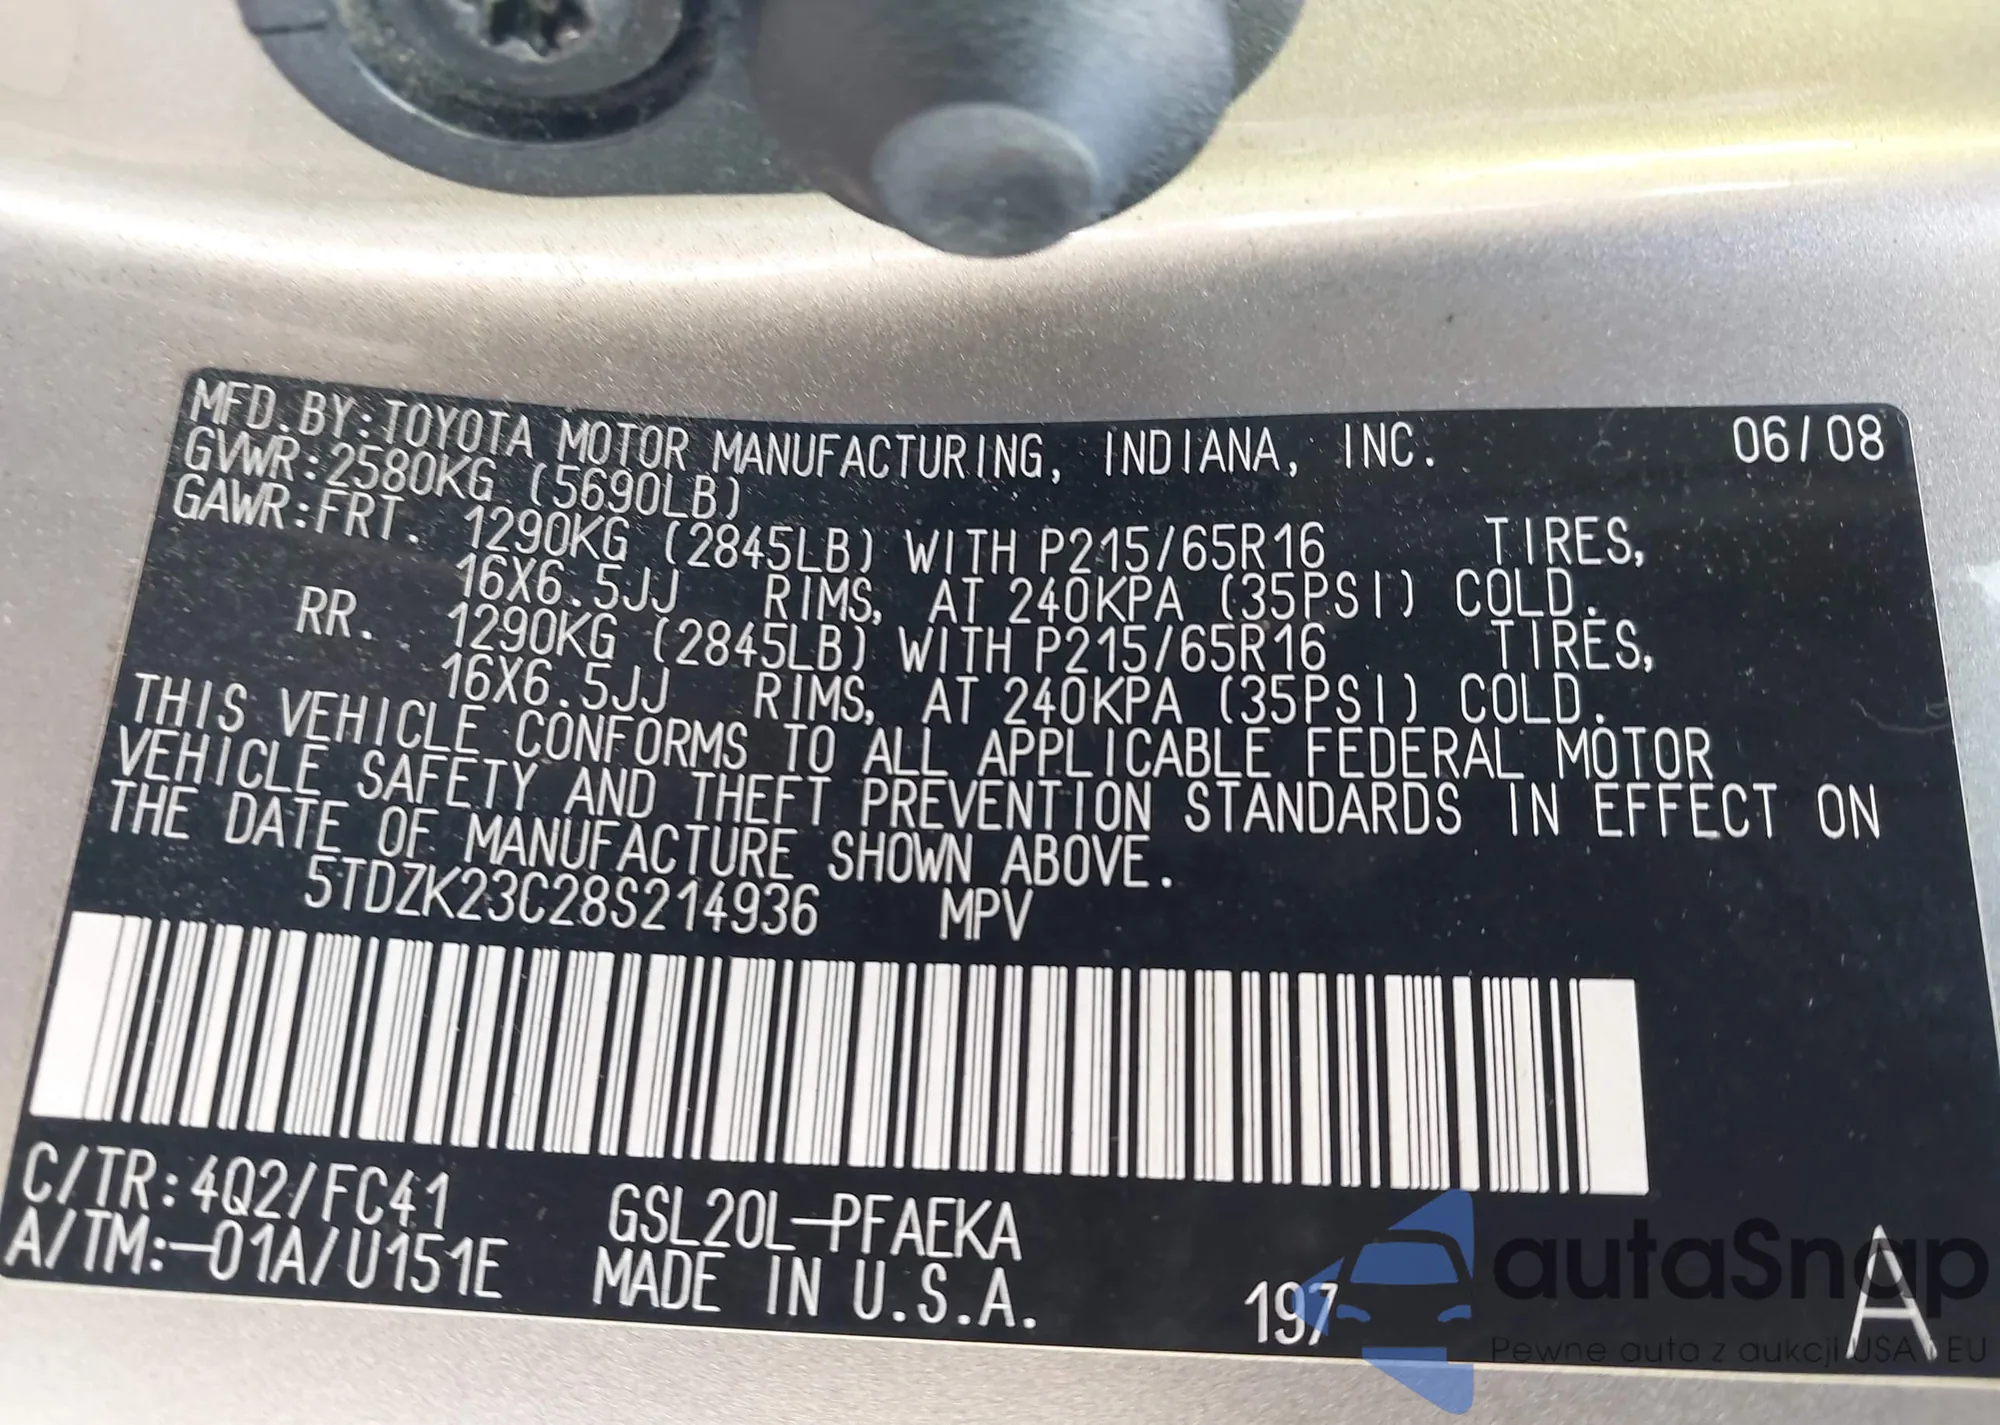 MFD.BY:TOYOTA MOTOR MANUFACTURING, INDIANA, INC. 06/08
GVWR:2580KG (5690LB)
GAWR:FRT. 1290KG (2845LB) WITH P215/65R16 TIRES,
16X6.5JJ RIMS, AT 240KPA (35PSI) COLD.
RR. 1290KG (2845LB) WITH P215/65R16 TIRES,
16X6.5JJ RIMS, AT 240KPA (35PSI) COLD.
THIS VEHICLE CONFORMS TO ALL APPLICABLE FEDERAL MOTOR
VEHICLE SAFETY AND THEFT PREVENTION STANDARDS IN EFFECT ON
THE DATE OF MANUFACTURE SHOWN ABOVE.
5TDZK23C28S214936 MPV
C/TR:4Q2/FC41 GSL20L-PFAEKA
A/TM:-01A/U151E MADE IN U.S.A. 197 A
autaSnap
Pewne auta z aukcji USA i EU